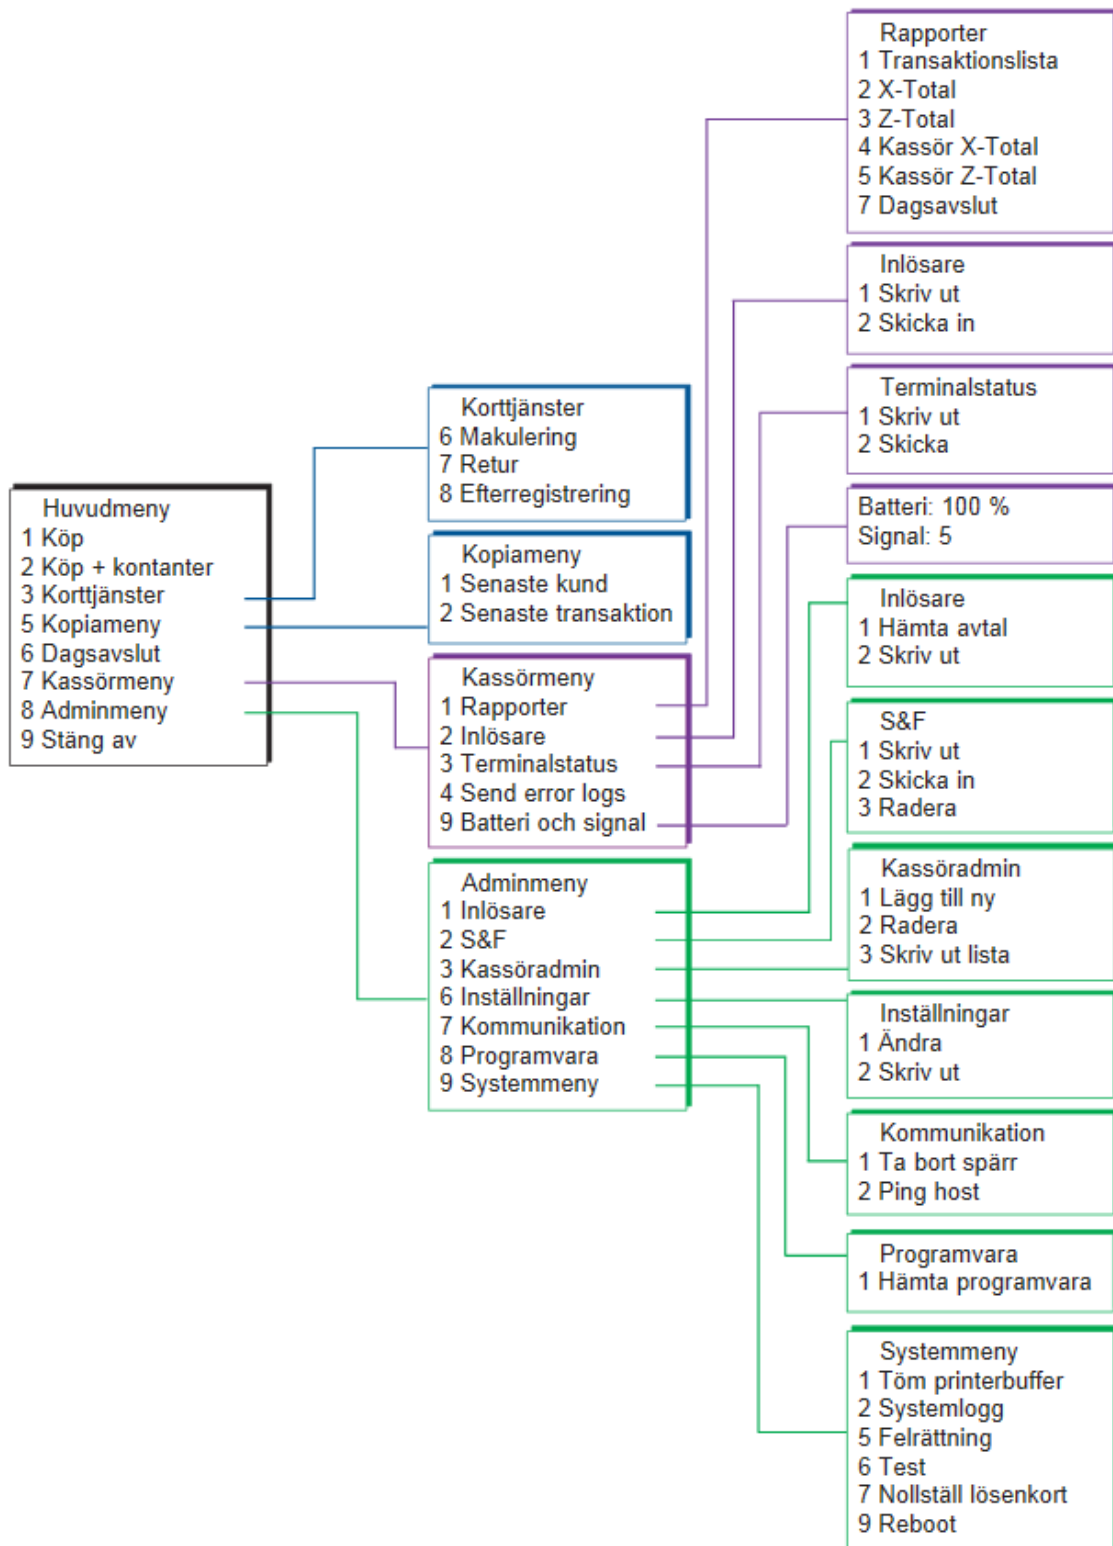 Huvudmeny
1 Köp
2 Köp + kontanter
3 Korttjänster
5 Kopiameny
6 Dagsavslut
7 Kassörmeny
8 Adminmeny
9 Stäng av
Korttjänster
6 Makulering
7 Retur
8 Efterregistrering
Kopiameny
1 Senaste kund
2 Senaste transaktion
Kassörmeny
1 Rapporter
2 Inlösare
3 Terminalstatus
4 Send error logs
9 Batteri och signal
Adminmeny
1 Inlösare
2 S&F
3 Kassöradmin
6 Inställningar
7 Kommunikation
8 Programvara
9 Systemmeny
Rapporter
1 Transaktionslista
2 X-Total
3 Z-Total
4 Kassör X-Total
5 Kassör Z-Total
7 Dagsavslut
Inlösare
1 Skriv ut
2 Skicka in
Terminalstatus
1 Skriv ut
2 Skicka
Batteri: 100 %
Signal: 5
Inlösare
1 Hämta avtal
2 Skriv ut
S&F
1 Skriv ut
2 Skicka in
3 Radera
Kassöradmin
1 Lägg till ny
2 Radera
3 Skriv ut lista
Inställningar
1 Ändra
2 Skriv ut
Kommunikation
1 Ta bort spärr
2 Ping host
Programvara
1 Hämta programvara
Systemmeny
1 Töm printerbuffer
2 Systemlogg
5 Felrättning
6 Test
7 Nollställ lösenkort
9 Reboot